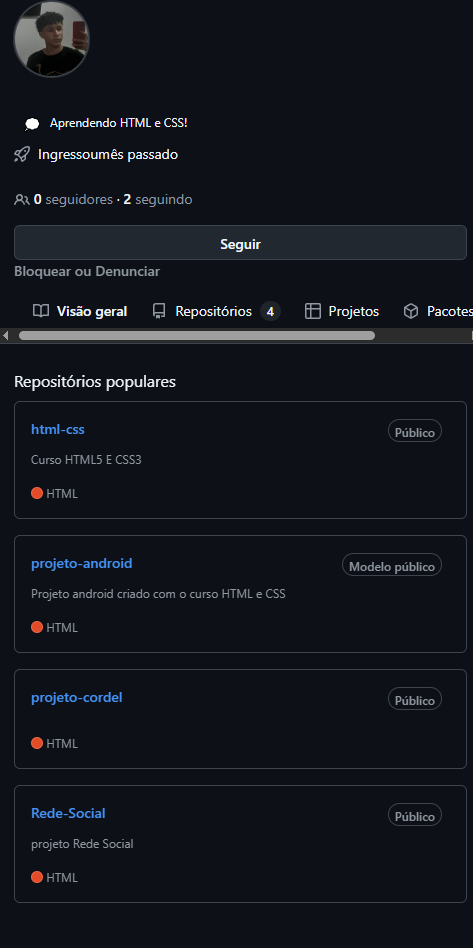 Aprendendo HTML e CSS!
Ingressoumês passado
0 seguidores · 2 seguindo
Seguir
Bloquear ou Denunciar
Visão geral Repositórios 4 Projetos Pacotes
Repositórios populares
html-css Público
Curso HTML5 E CSS3
HTML
projeto-android Modelo público
Projeto android criado com o curso HTML e CSS
HTML
projeto-cordel Público
HTML
Rede-Social Público
projeto Rede Social
HTML